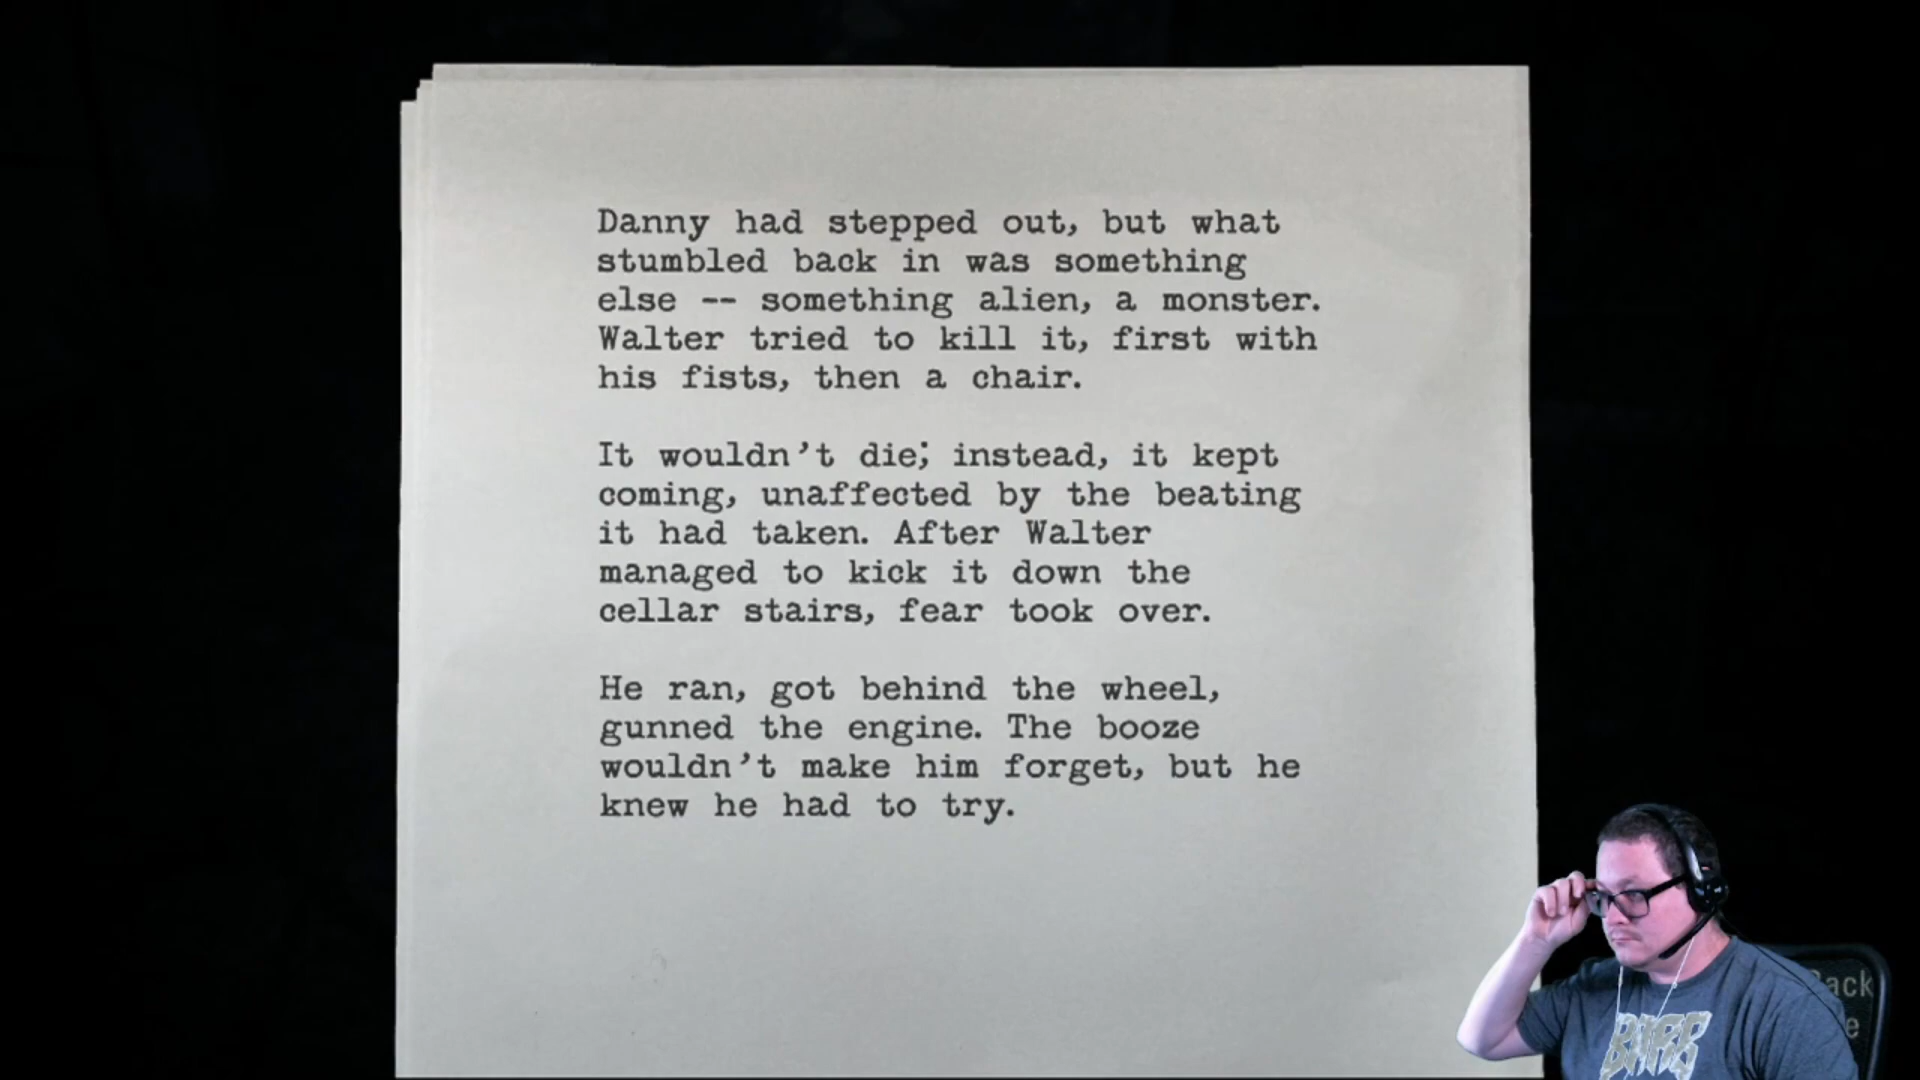 Danny had stepped out, but what
stumbled back in was something
else -- something alien, a monster.
Walter tried to kill it, first with
his fists, then a chair.
It wouldn't die; instead, it kept
coming, unaffected by the beating
it had taken. After Walter
managed to kick it down the
cellar stairs, fear took over.
He ran, got behind the wheel,
gunned the engine. The booze
wouldn't make him forget, but he
knew he had to try.